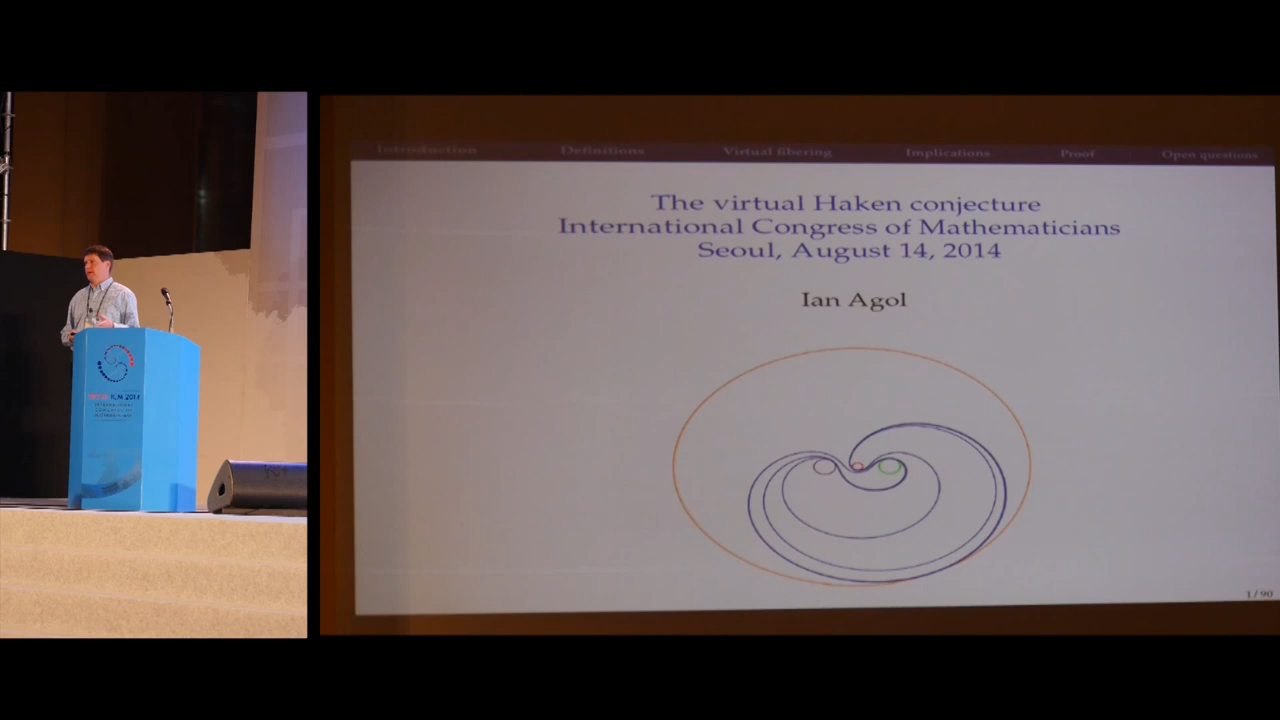 Introduction Definitions Virtual fibering Implications Proof Open questions
The virtual Haken conjecture
International Congress of Mathematicians
Seoul, August 14, 2014
Ian Agol
1 / 90
ICM 2014